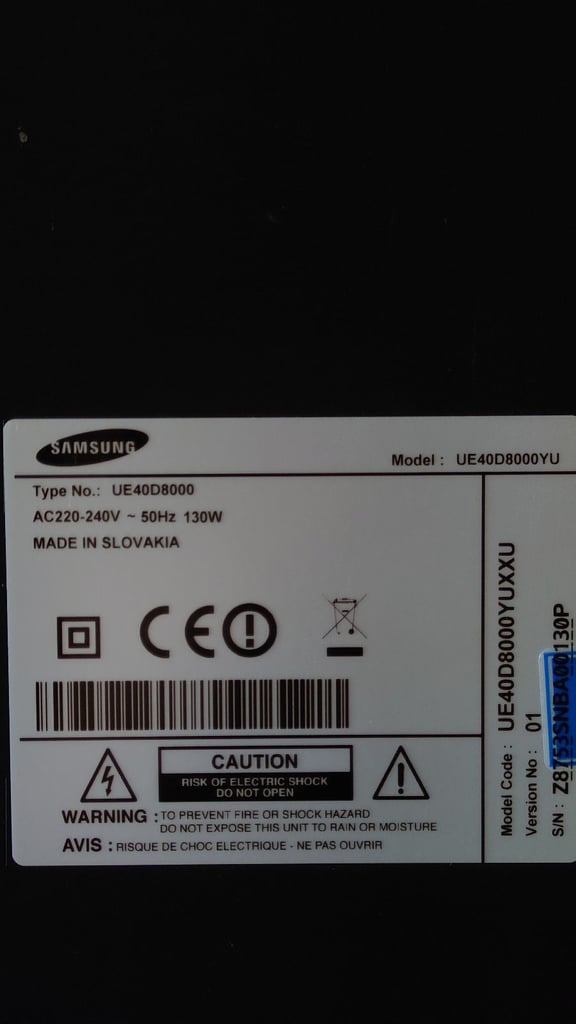 SAMSUNG
Model : UE40D8000YU
Type No.: UE40D8000
AC220-240V ~ 50Hz 130W
MADE IN SLOVAKIA
CAUTION
RISK OF ELECTRIC SHOCK
DO NOT OPEN
WARNING : TO PREVENT FIRE OR SHOCK HAZARD
DO NOT EXPOSE THIS UNIT TO RAIN OR MOISTURE
AVIS : RISQUE DE CHOC ELECTRIQUE - NE PAS OUVRIR
Model Code : UE40D8000YUXXU
Version No : 01
S/N : Z8753SNBA00130P